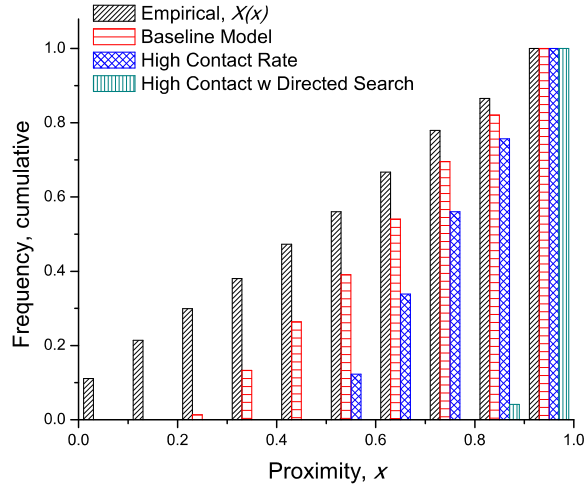 Empirical, X(x)
Baseline Model
High Contact Rate
High Contact w Directed Search
1.0
0.8
0.6
0.4
0.2
0.0
Frequency, cumulative
0.0 0.2 0.4 0.6 0.8 1.0
Proximity, x